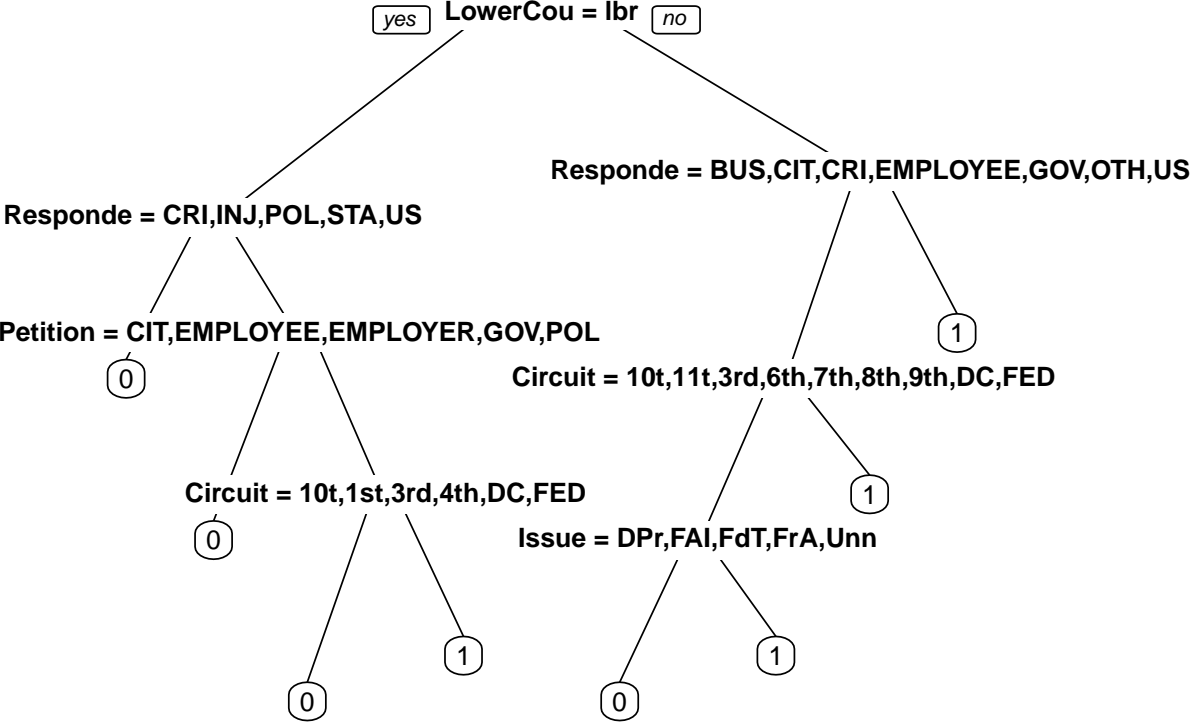 yes LowerCou = lbr no
Responde = BUS,CIT,CRI,EMPLOYEE,GOV,OTH,US
Responde = CRI,INJ,POL,STA,US
Petition = CIT,EMPLOYEE,EMPLOYER,GOV,POL
1
0
Circuit = 10t,11t,3rd,6th,7th,8th,9th,DC,FED
Circuit = 10t,1st,3rd,4th,DC,FED
1
0
Issue = DPr,FAI,FdT,FrA,Unn
1
1
0
0